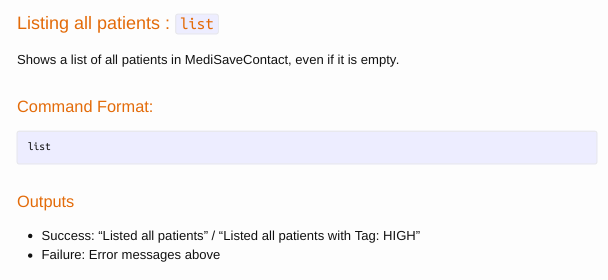 Listing all patients : list
Shows a list of all patients in MediSaveContact, even if it is empty.
Command Format:
list
Outputs
• Success: “Listed all patients” / “Listed all patients with Tag: HIGH”
• Failure: Error messages above